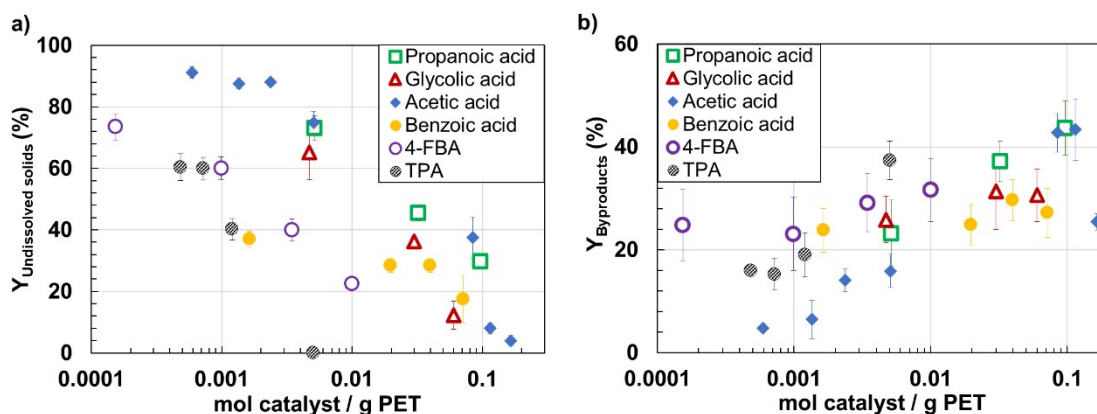 a)
Y Undissolved solids (%)
100
80
60
40
20
0
0.0001
0.001
0.01
0.1
mol catalyst / g PET
Propanoic acid
Glycolic acid
Acetic acid
Benzoic acid
4-FBA
TPA
b)
Y Byproducts (%)
60
40
20
0
0.0001
0.001
0.01
0.1
mol catalyst / g PET
Propanoic acid
Glycolic acid
Acetic acid
Benzoic acid
4-FBA
TPA